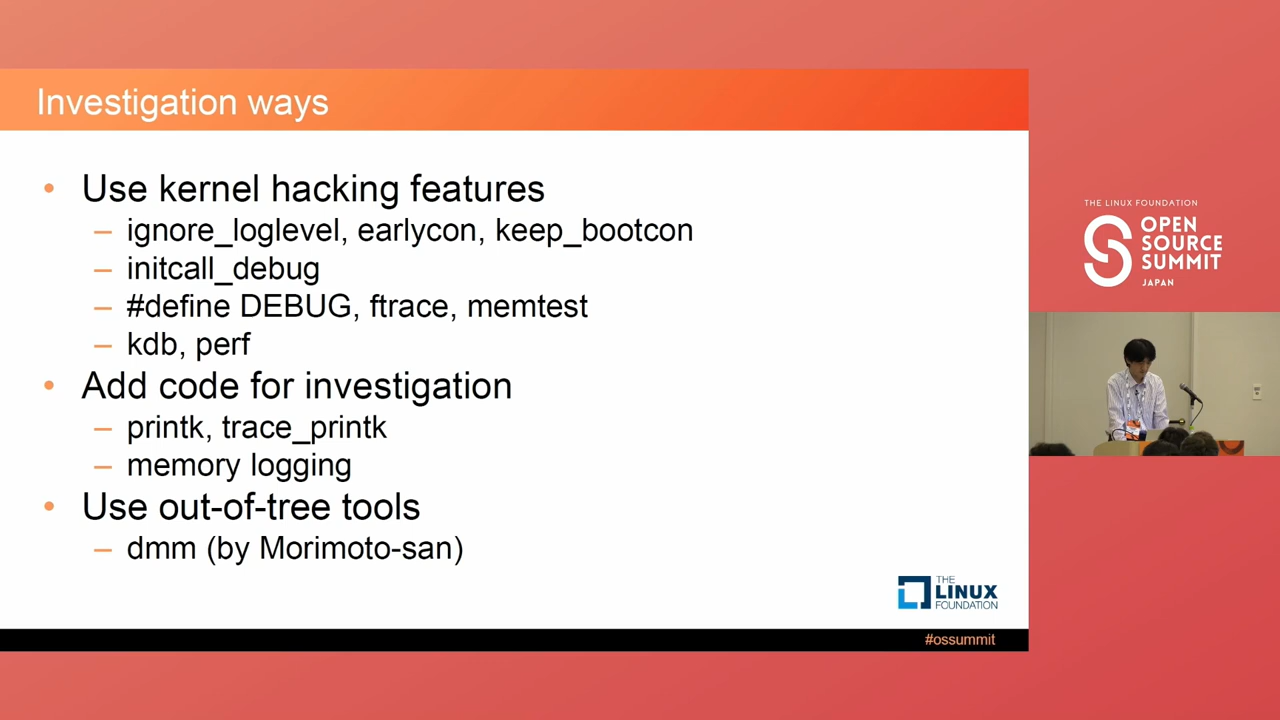 Investigation ways
• Use kernel hacking features
– ignore_loglevel, earlycon, keep_bootcon
– initcall_debug
– #define DEBUG, ftrace, memtest
– kdb, perf
• Add code for investigation
– printk, trace_printk
– memory logging
• Use out-of-tree tools
– dmm (by Morimoto-san)
THE
LINUX
FOUNDATION
#ossummit
THE LINUX FOUNDATION
OPEN
SOURCE
SUMMIT
JAPAN